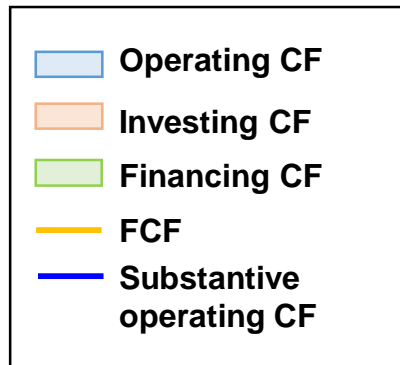 Operating CF
Investing CF
Financing CF
FCF
Substantive
operating CF